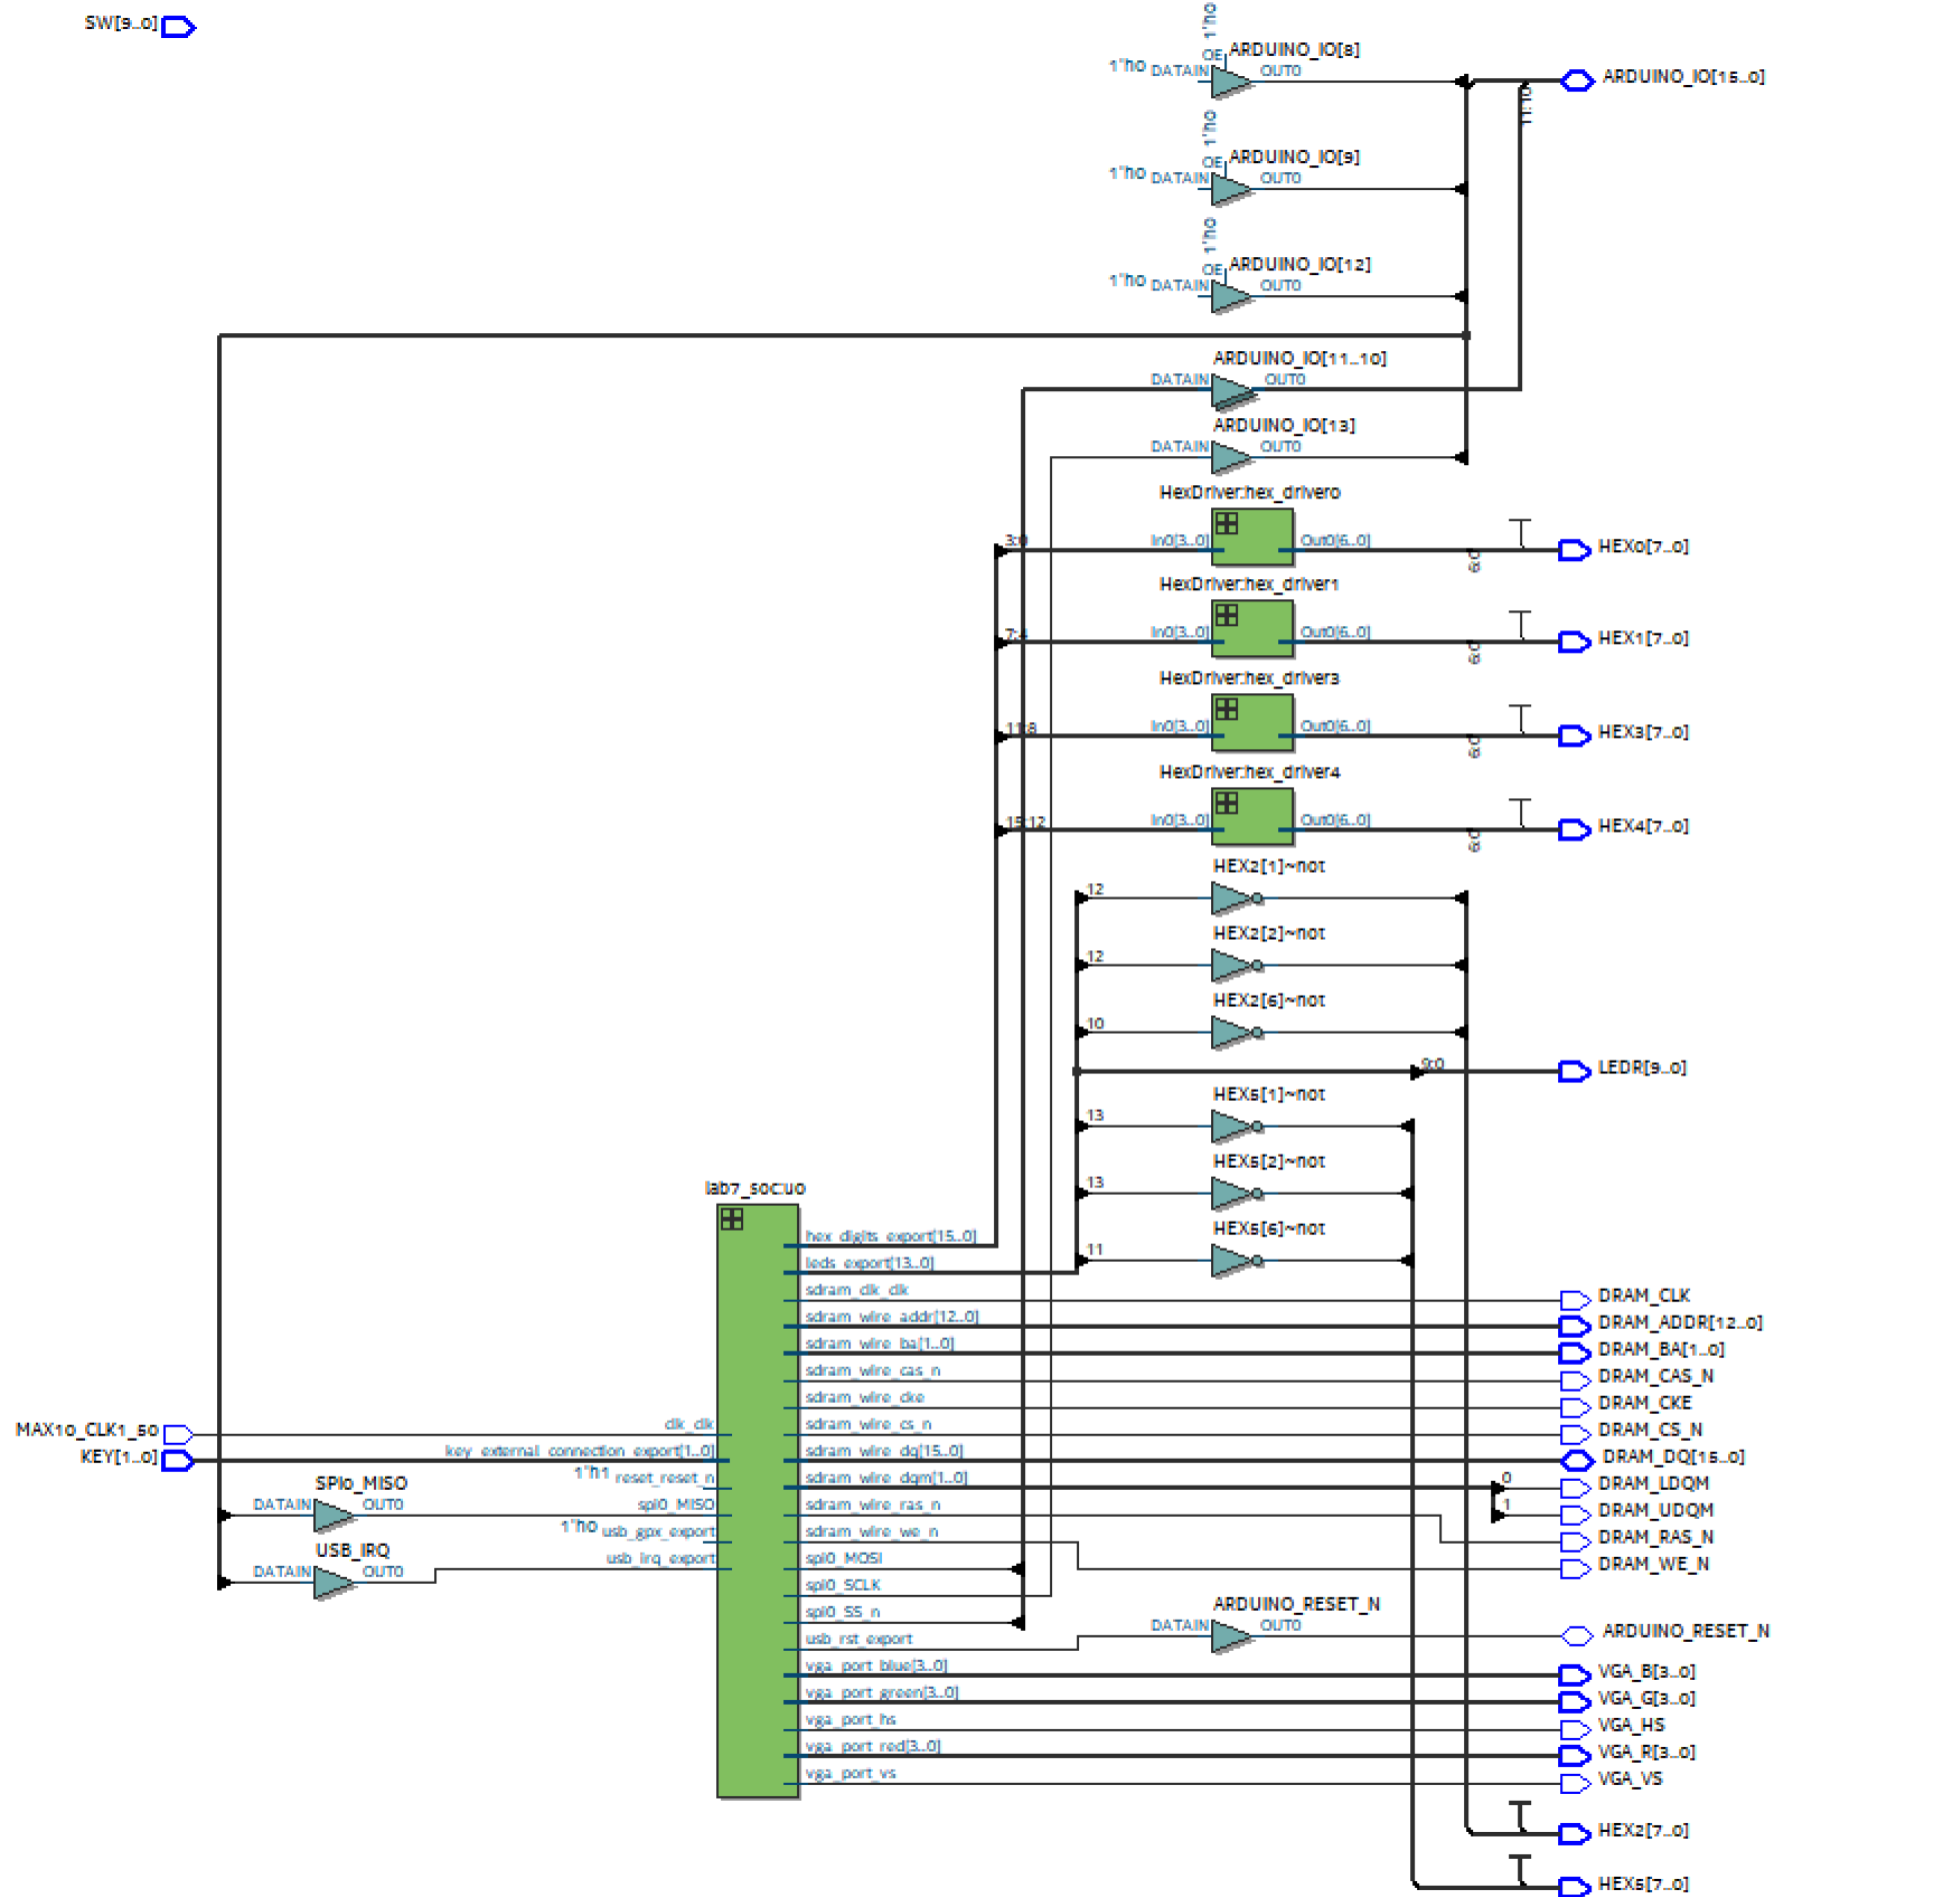 SW[9..0]
1'h0
OE
ARDUINO_IO[8]
1'h0 DATAIN
OUT0
ARDUINO_IO[15..0]
11:10
1'h0
OE
ARDUINO_IO[9]
1'h0 DATAIN
OUT0
1'h0
OE
ARDUINO_IO[12]
1'h0 DATAIN
OUT0
ARDUINO_IO[11..10]
DATAIN
OUT0
ARDUINO_IO[13]
DATAIN
OUT0
HexDriver:hex_driver0
3:0
In0[3..0]
Out0[6..0]
6:0
HEX0[7..0]
HexDriver:hex_driver1
7:4
In0[3..0]
Out0[6..0]
6:0
HEX1[7..0]
HexDriver:hex_driver3
11:8
In0[3..0]
Out0[6..0]
6:0
HEX3[7..0]
HexDriver:hex_driver4
15:12
In0[3..0]
Out0[6..0]
6:0
HEX4[7..0]
HEX2[1]~not
12
HEX2[2]~not
12
HEX2[6]~not
10
9:0
LEDR[9..0]
HEX5[1]~not
13
HEX5[2]~not
13
HEX5[6]~not
11
lab7_soc:u0
hex_digits_export[15..0]
leds_export[13..0]
sdram_clk_clk
DRAM_CLK
sdram_wire_addr[12..0]
DRAM_ADDR[12..0]
sdram_wire_ba[1..0]
DRAM_BA[1..0]
sdram_wire_cas_n
DRAM_CAS_N
sdram_wire_cke
DRAM_CKE
MAX10_CLK1_50
clk_clk
sdram_wire_cs_n
DRAM_CS_N
KEY[1..0]
key_external_connection_export[1..0]
sdram_wire_dq[15..0]
DRAM_DQ[15..0]
1'h1 reset_reset_n
sdram_wire_dqm[1..0]
0
DRAM_LDQM
SPI0_MISO
DATAIN
OUT0
spi0_MISO
sdram_wire_ras_n
1
DRAM_UDQM
1'h0 usb_gpx_export
sdram_wire_we_n
DRAM_RAS_N
USB_IRQ
DATAIN
OUT0
usb_irq_export
spi0_MOSI
DRAM_WE_N
spi0_SCLK
spi0_SS_n
ARDUINO_RESET_N
usb_rst_export
DATAIN
OUT0
ARDUINO_RESET_N
vga_port_blue[3..0]
VGA_B[3..0]
vga_port_green[3..0]
VGA_G[3..0]
vga_port_hs
VGA_HS
vga_port_red[3..0]
VGA_R[3..0]
vga_port_vs
VGA_VS
HEX2[7..0]
HEX5[7..0]